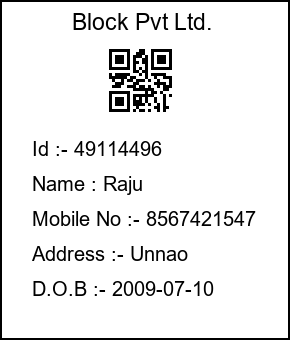 Block Pvt Ltd.
Id :- 49114496
Name : Raju
Mobile No :- 8567421547
Address :- Unnao
D.O.B :- 2009-07-10